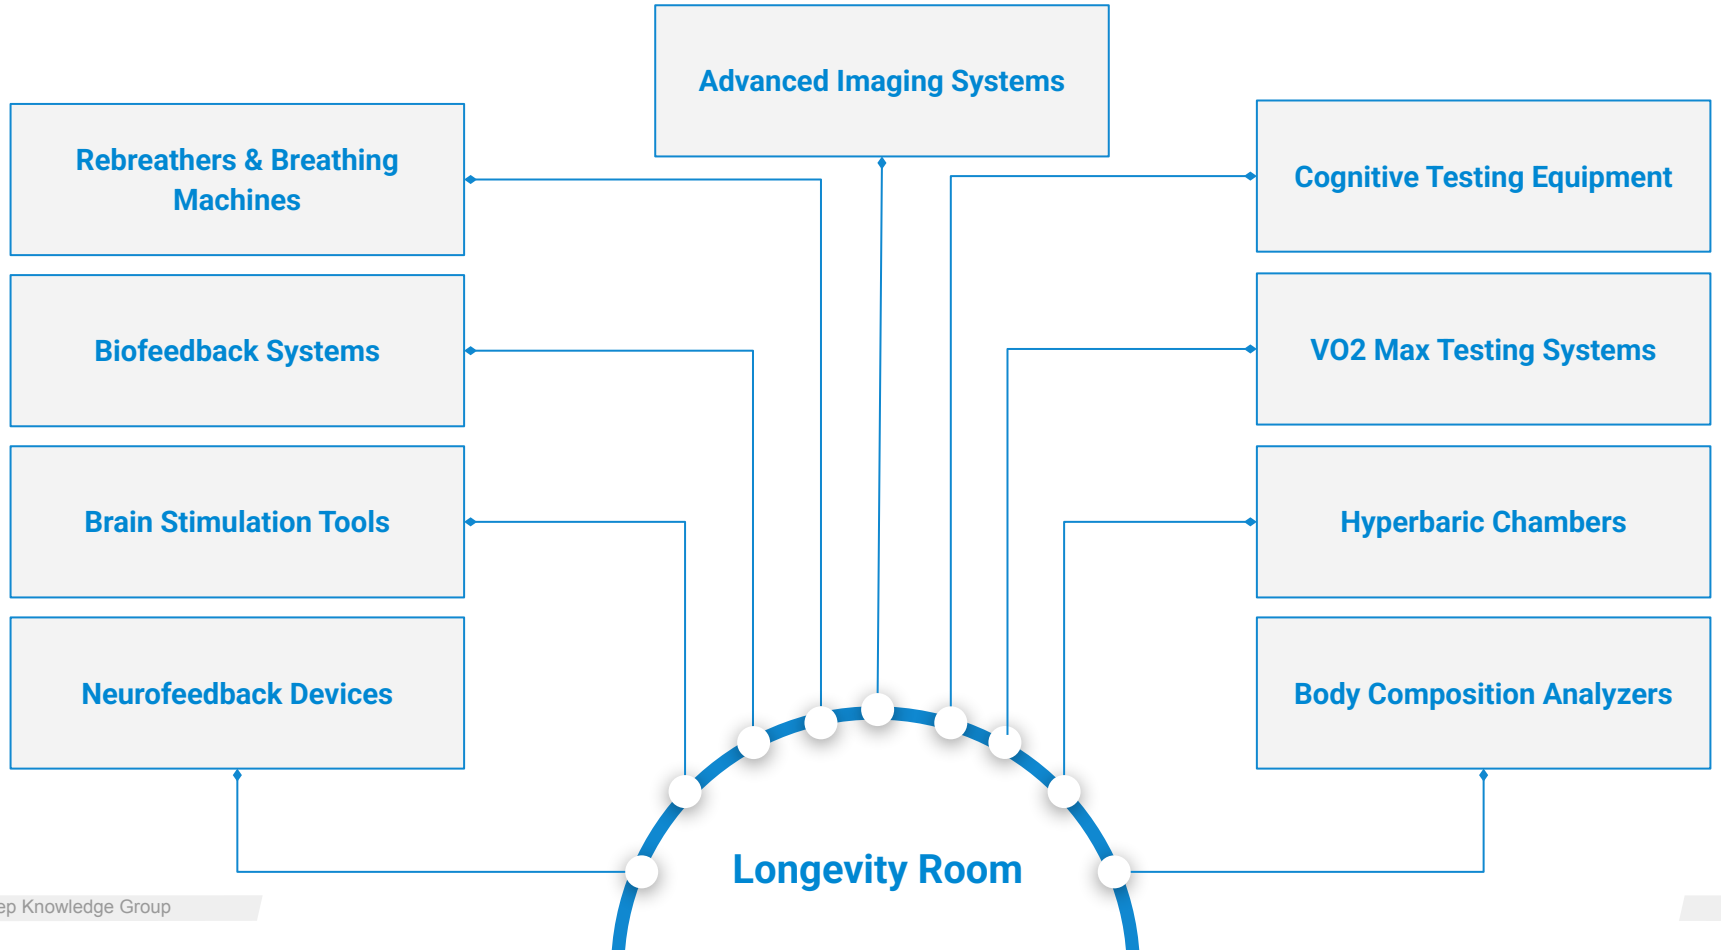 Advanced Imaging Systems
Rebreathers & Breathing
Machines
Cognitive Testing Equipment
Biofeedback Systems
VO2 Max Testing Systems
Brain Stimulation Tools
Hyperbaric Chambers
Neurofeedback Devices
Body Composition Analyzers
Longevity Room
Knowledge Group